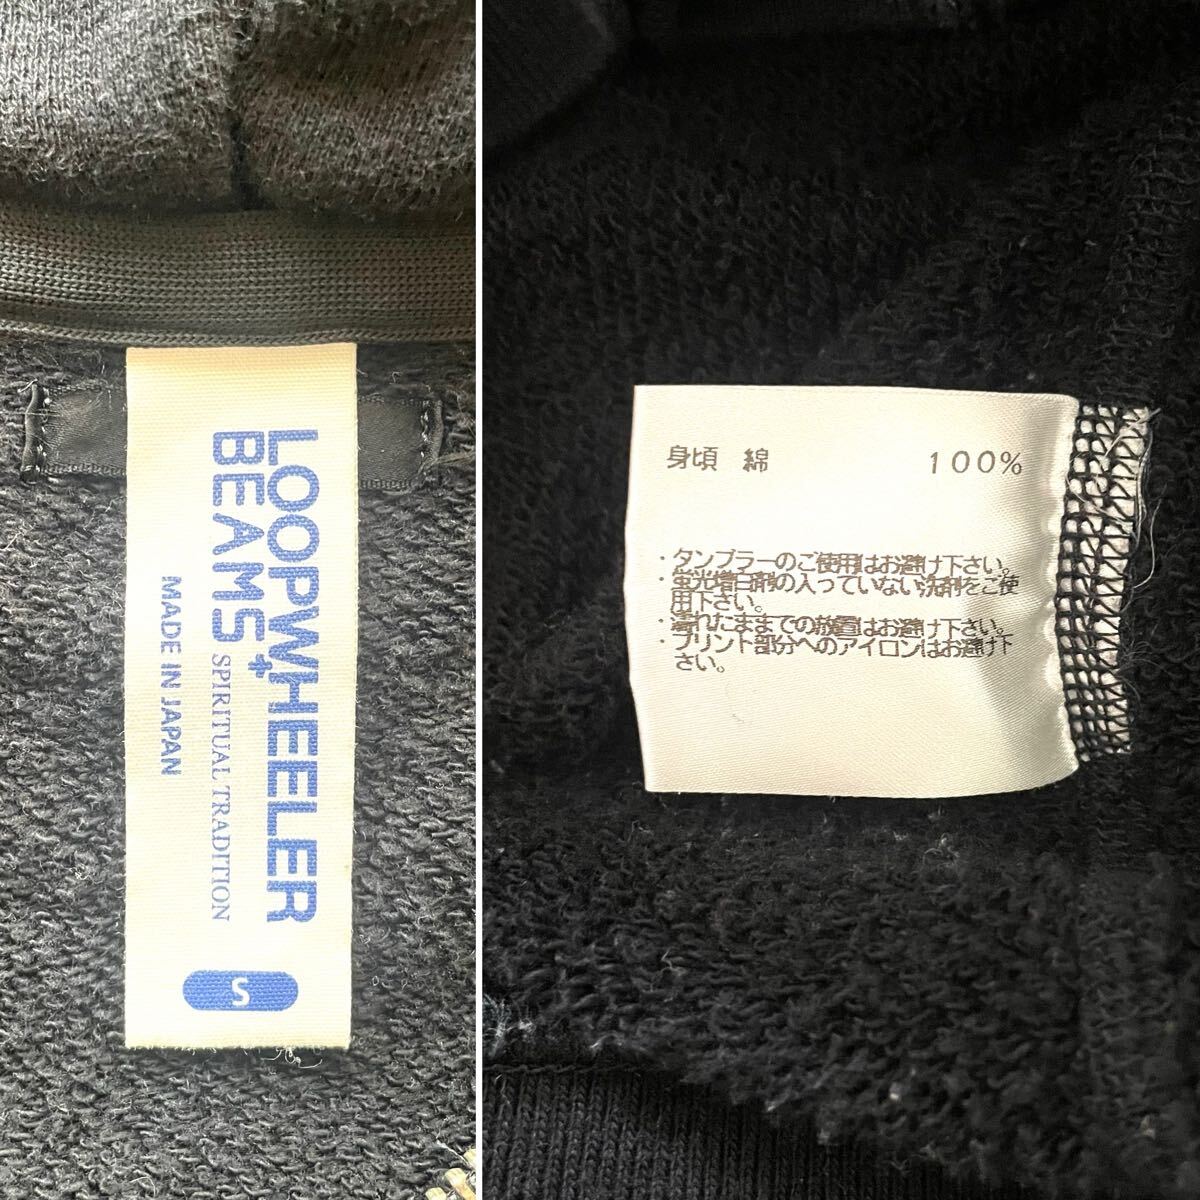 LOOPWHEELER
BEAMS+
SPIRITUAL TRADITION
MADE IN JAPAN
S
身頃 綿 100%
・タンブラーのご使用はお避け下さい。
・蛍光増白剤の入っていない洗剤をご使
用下さい。
・濡れたままでの放置はお避け下さい。
・プリント部分へのアイロンはお避け下
さい。